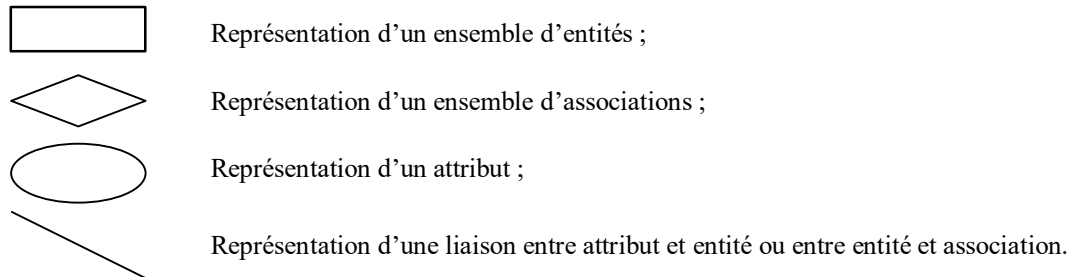 Représentation d’un ensemble d’entités ;
Représentation d’un ensemble d’associations ;
Représentation d’un attribut ;
Représentation d’une liaison entre attribut et entité ou entre entité et association.